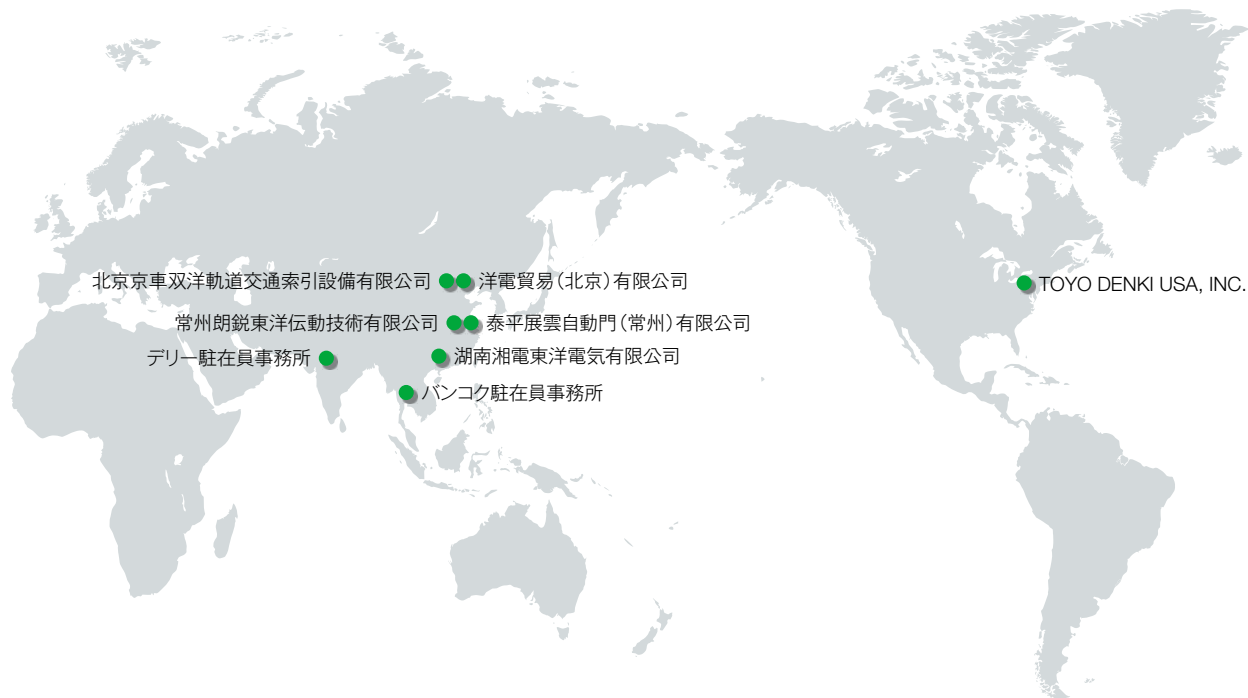 北京京車双洋軌道交通索引設備有限公司
洋電貿易（北京）有限公司
TOYO DENKI USA, INC.
常州朗鋭東洋伝動技術有限公司
泰平展雲自動門（常州）有限公司
デリー駐在員事務所
湖南湘電東洋電気有限公司
バンコク駐在員事務所